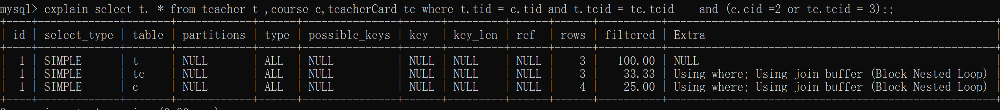 mysql> explain select t. * from teacher t ,course c,teacherCard tc where t.tid = c.tid and t.tcid = tc.tcid    and (c.cid =2 or tc.tcid = 3);;
+----+-------------+-------+------------+------+---------------+------+---------+------+------+----------+----------------------------------------------------+
| id | select_type | table | partitions | type | possible_keys | key  | key_len | ref  | rows | filtered | Extra                                              |
+----+-------------+-------+------------+------+---------------+------+---------+------+------+----------+----------------------------------------------------+
|  1 | SIMPLE      | t     | NULL       | ALL  | NULL          | NULL | NULL    | NULL |    3 |   100.00 | NULL                                               |
|  1 | SIMPLE      | tc    | NULL       | ALL  | NULL          | NULL | NULL    | NULL |    3 |    33.33 | Using where; Using join buffer (Block Nested Loop) |
|  1 | SIMPLE      | c     | NULL       | ALL  | NULL          | NULL | NULL    | NULL |    4 |    25.00 | Using where; Using join buffer (Block Nested Loop) |
+----+-------------+-------+------------+------+---------------+------+---------+------+------+----------+----------------------------------------------------+